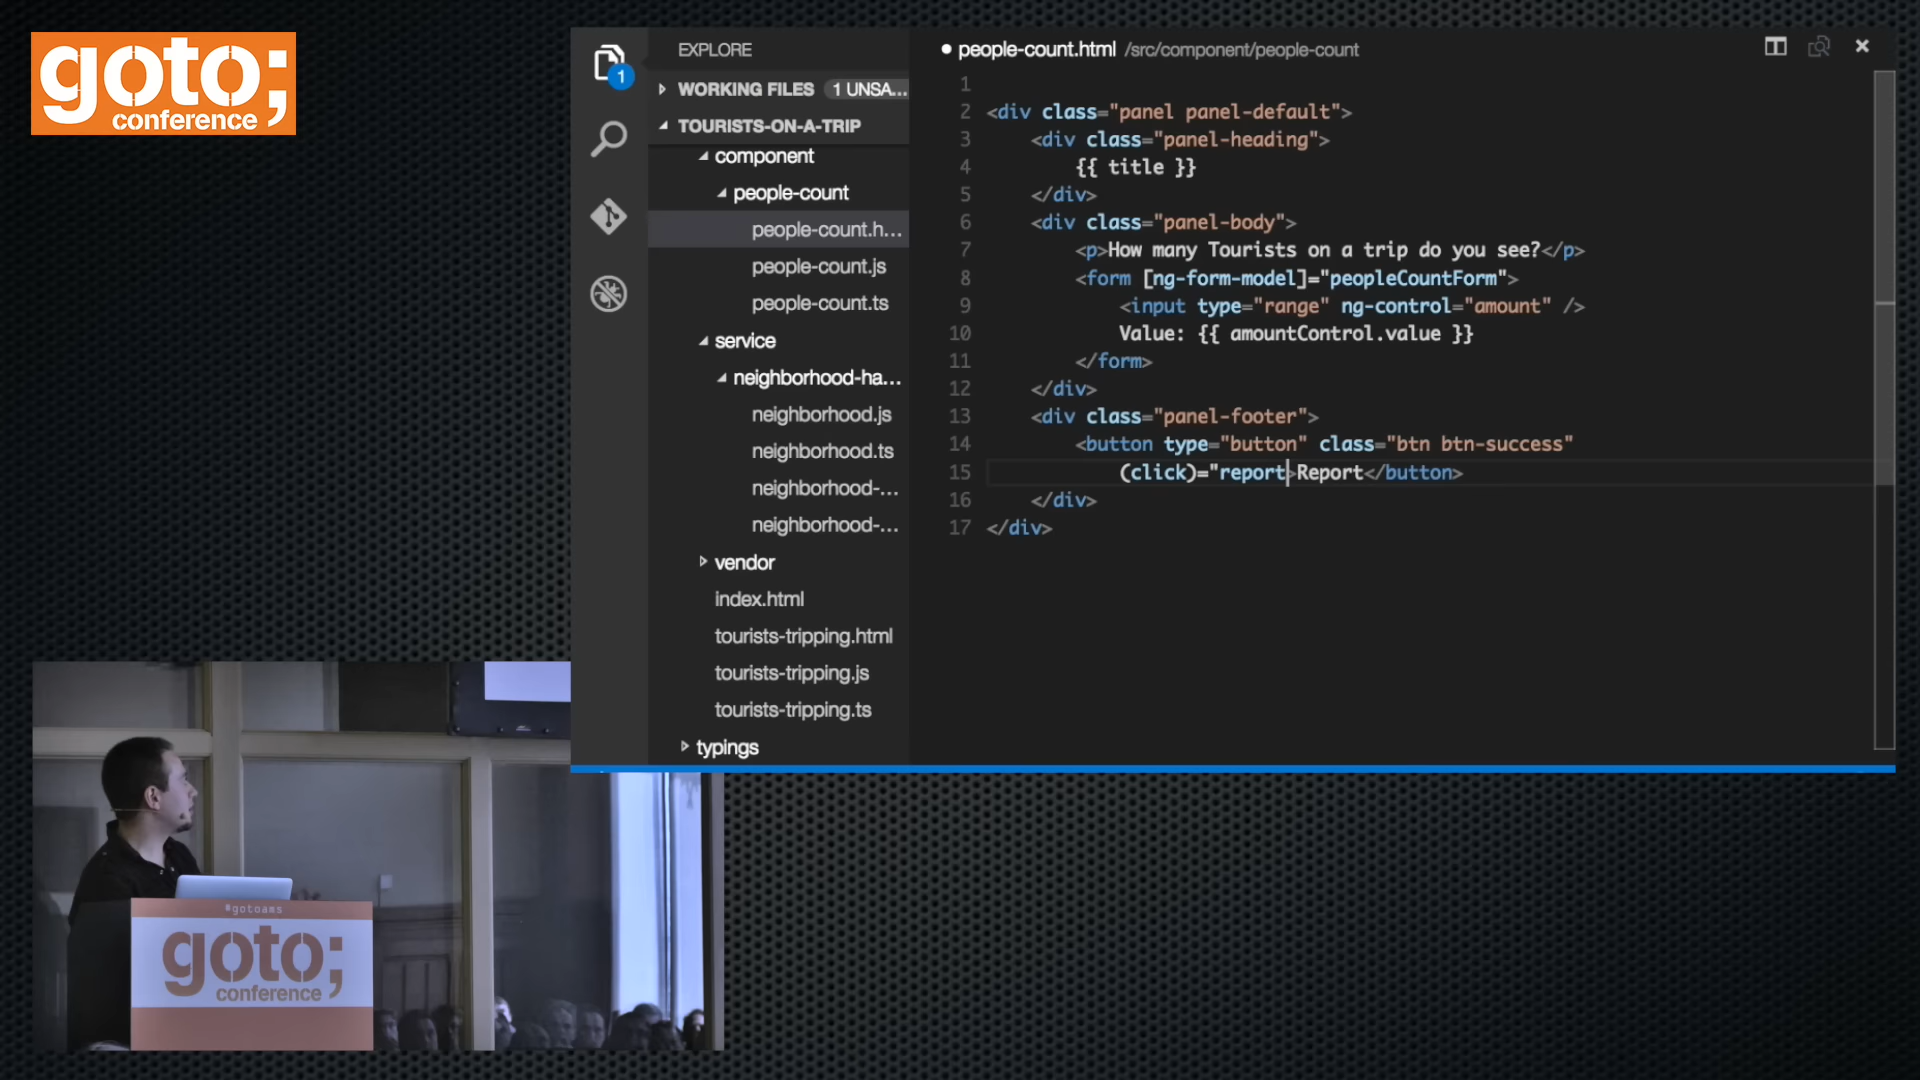 goto;
conference
1
EXPLORE
WORKING FILES 1 UNSA...
TOURISTS-ON-A-TRIP
component
people-count
people-count.h...
people-count.js
people-count.ts
service
neighborhood-ha...
neighborhood.js
neighborhood.ts
neighborhood-...
neighborhood-...
vendor
index.html
tourists-tripping.html
tourists-tripping.js
tourists-tripping.ts
typings
people-count.html /src/component/people-count
1
2 <div class="panel panel-default">
3 <div class="panel-heading">
4 {{ title }}
5 </div>
6 <div class="panel-body">
7 <p>How many Tourists on a trip do you see?</p>
8 <form [ng-form-model]="peopleCountForm">
9 <input type="range" ng-control="amount" />
10 Value: {{ amountControl.value }}
11 </form>
12 </div>
13 <div class="panel-footer">
14 <button type="button" class="btn btn-success"
15 (click)="report>Report</button>
16 </div>
17 </div>
#gotoams
goto;
conference